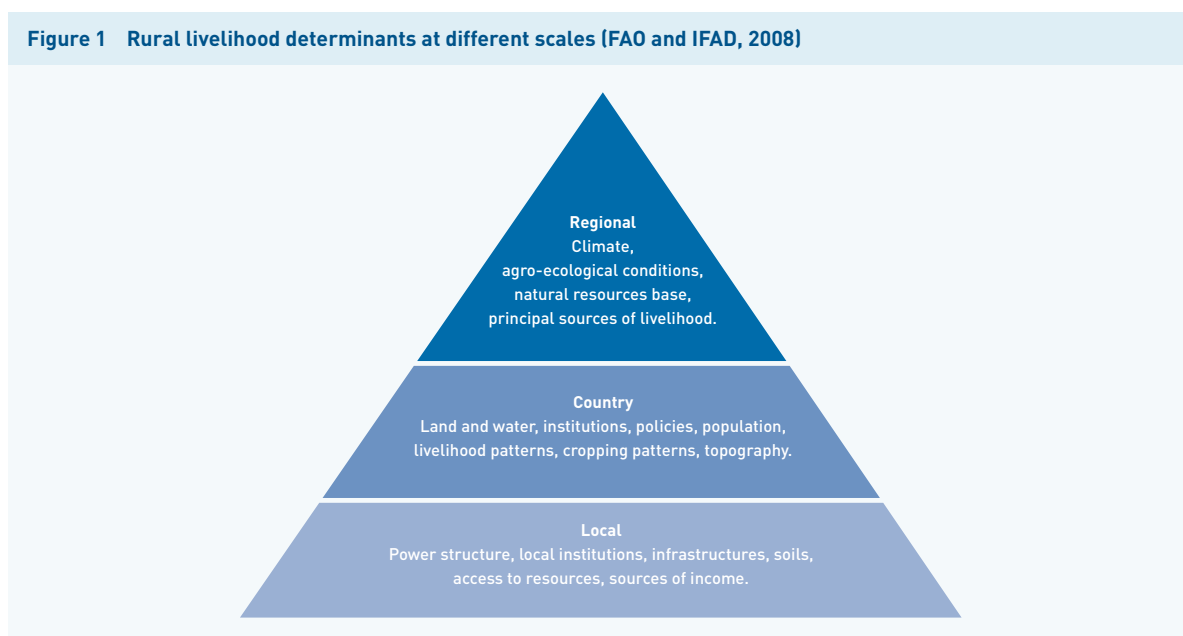 Figure 1 Rural livelihood determinants at different scales (FAO and IFAD, 2008)
Regional
Climate,
agro-ecological conditions,
natural resources base,
principal sources of livelihood.
Country
Land and water, institutions, policies, population,
livelihood patterns, cropping patterns, topography.
Local
Power structure, local institutions, infrastructures, soils,
access to resources, sources of income.